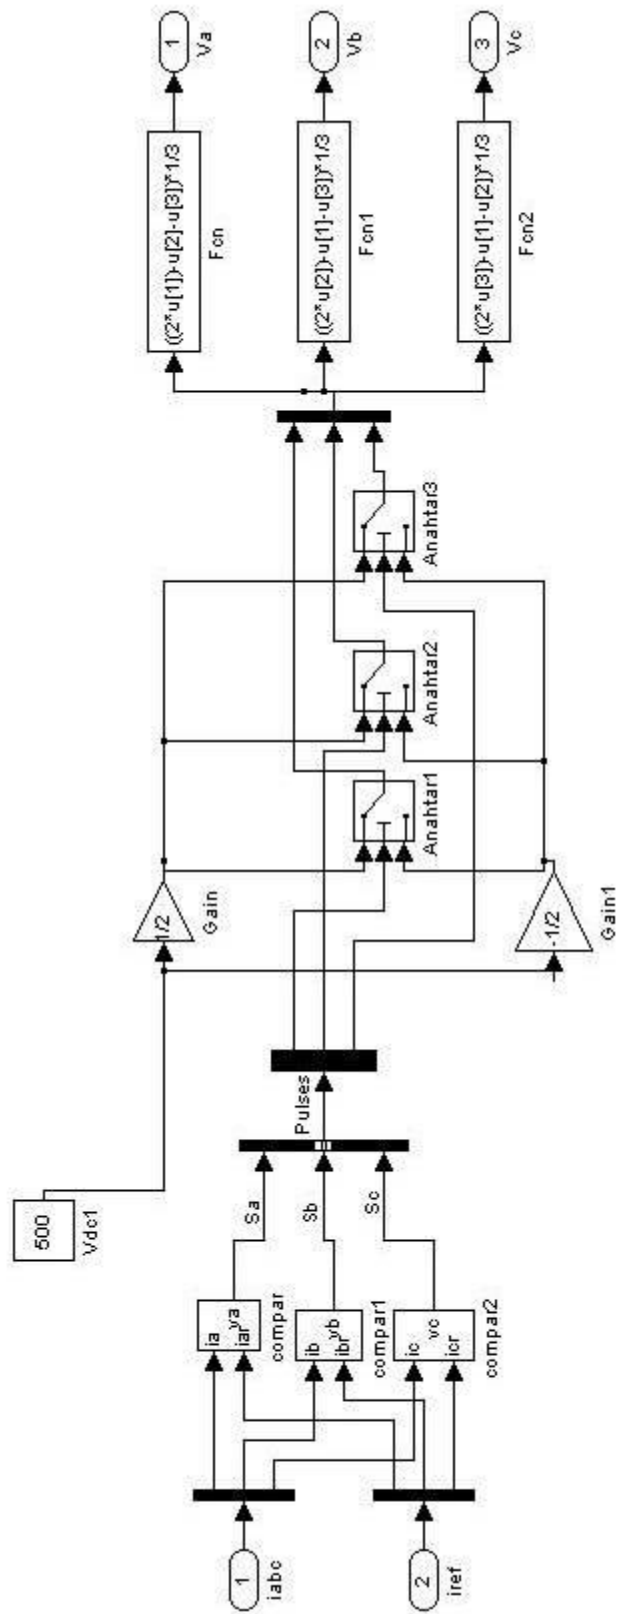 1
iabc
2
iref
ia
va
iar
compar
ib
vb
ibr
compar1
ic
vc
icr
compar2
500
Vdc1
Sa
Sb
Sc
Pulses
1/2
Gain
-1/2
Gain1
Anahtar1
Anahtar2
Anahtar3
((2*u[1])-u[2]-u[3])*1/3
Fcn
((2*u[2])-u[1]-u[3])*1/3
Fcn1
((2*u[3])-u[1]-u[2])*1/3
Fcn2
1
Va
2
Vb
3
Vc